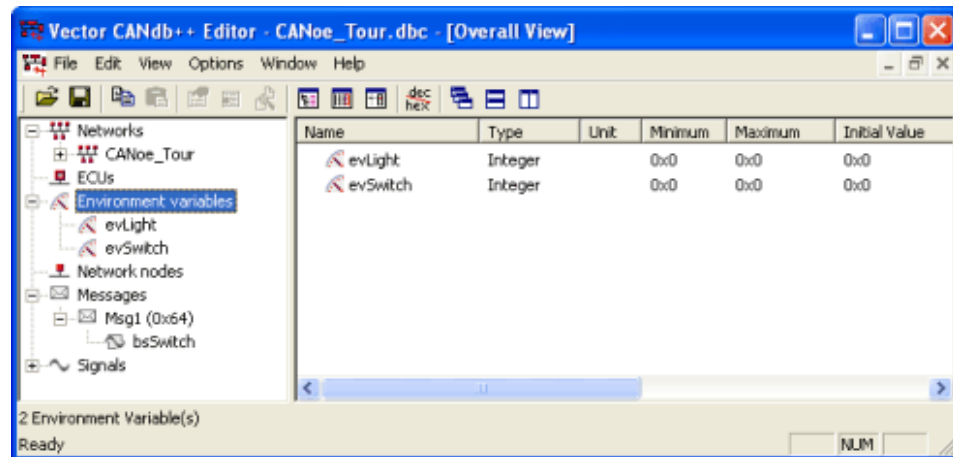 Vector CANdb++ Editor - CANoe_Tour.dbc - [Overall View]
File Edit View Options Window Help
dec
hex
Networks
CANoe_Tour
ECUs
Environment variables
evLight
evSwitch
Network nodes
Messages
Msg1 (0x64)
bsSwitch
Signals
Name Type Unit Minimum Maximum Initial Value
evLight Integer 0x0 0x0 0x0
evSwitch Integer 0x0 0x0 0x0
2 Environment Variable(s)
Ready NUM